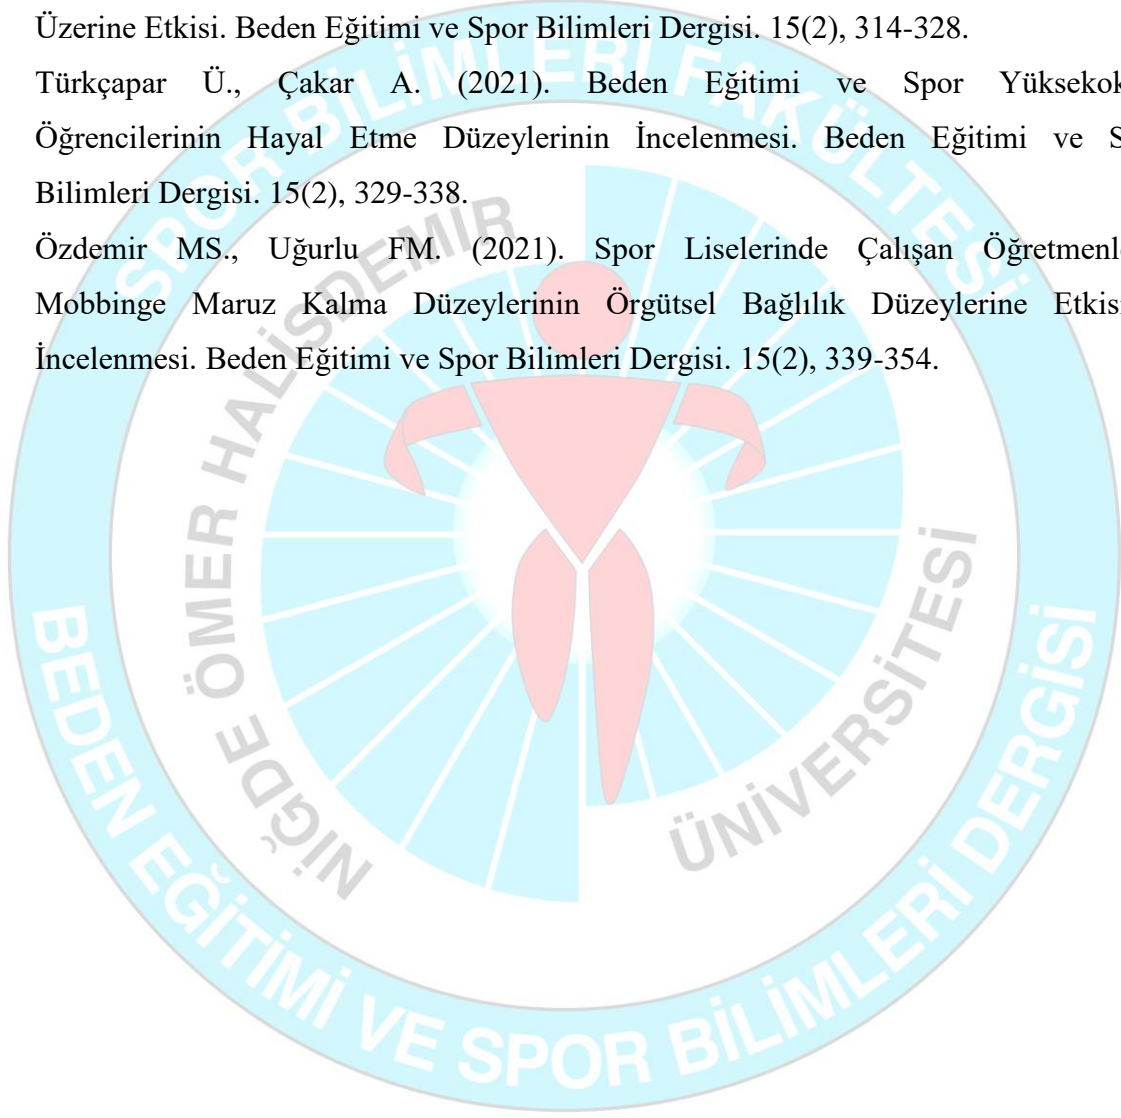 Üzerine Etkisi. Beden Eğitimi ve Spor Bilimleri Dergisi. 15(2), 314-328.
Türkçapar Ü., Çakar A. (2021). Beden Eğitimi ve Spor Yüksekok
Öğrencilerinin Hayal Etme Düzeylerinin İncelenmesi. Beden Eğitimi ve S
Bilimleri Dergisi. 15(2), 329-338.
Özdemir MS., Uğurlu FM. (2021). Spor Liselerinde Çalışan Öğretmenl
Mobbinge Maruz Kalma Düzeylerinin Örgütsel Bağlılık Düzeylerine Etkis
İncelenmesi. Beden Eğitimi ve Spor Bilimleri Dergisi. 15(2), 339-354.
SPOR BİLİMLERİ FAKÜLTESİ
NİĞDE ÖMER HALİSDEMİR
ÜNİVERSİTESİ
BEDEN EĞİTİMİ VE SPOR BİLİMLERİ DERGİSİ